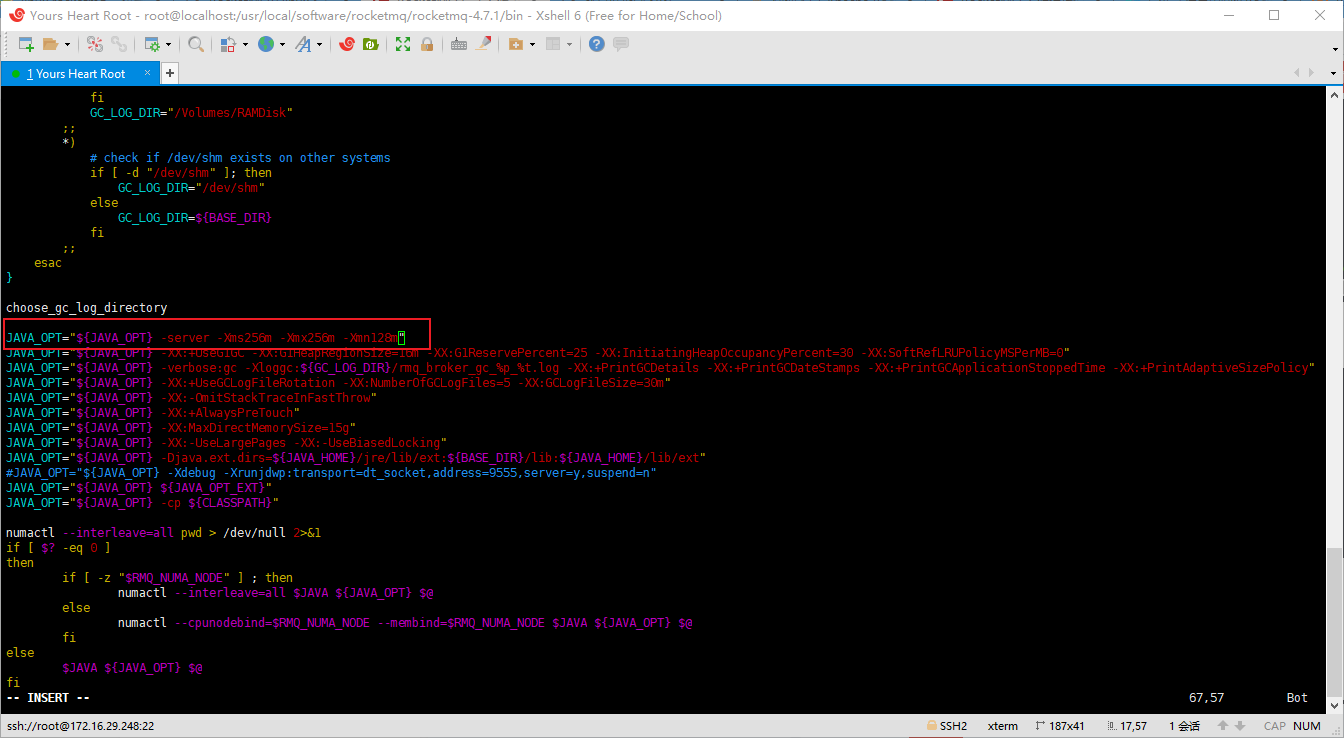 Yours Heart Root - root@localhost:/usr/local/software/rocketmq/rocketmq-4.7.1/bin - Xshell 6 (Free for Home/School)
1 Yours Heart Root × +
            fi
            GC_LOG_DIR="/Volumes/RAMDisk"
        ;;
        *)
            # check if /dev/shm exists on other systems
            if [ -d "/dev/shm" ]; then
                GC_LOG_DIR="/dev/shm"
            else
                GC_LOG_DIR=${BASE_DIR}
            fi
        ;;
    esac
}
choose_gc_log_directory
JAVA_OPT="${JAVA_OPT} -server -Xms256m -Xmx256m -Xmn128m"
JAVA_OPT="${JAVA_OPT} -XX:+UseG1GC -XX:G1HeapRegionSize=16m -XX:G1ReservePercent=25 -XX:InitiatingHeapOccupancyPercent=30 -XX:SoftRefLRUPolicyMSPerMB=0"
JAVA_OPT="${JAVA_OPT} -verbose:gc -Xloggc:${GC_LOG_DIR}/rmq_broker_gc_%p_%t.log -XX:+PrintGCDetails -XX:+PrintGCDateStamps -XX:+PrintGCApplicationStoppedTime -XX:+PrintAdaptiveSizePolicy"
JAVA_OPT="${JAVA_OPT} -XX:+UseGCLogFileRotation -XX:NumberOfGCLogFiles=5 -XX:GCLogFileSize=30m"
JAVA_OPT="${JAVA_OPT} -XX:-OmitStackTraceInFastThrow"
JAVA_OPT="${JAVA_OPT} -XX:+AlwaysPreTouch"
JAVA_OPT="${JAVA_OPT} -XX:MaxDirectMemorySize=15g"
JAVA_OPT="${JAVA_OPT} -XX:-UseLargePages -XX:-UseBiasedLocking"
JAVA_OPT="${JAVA_OPT} -Djava.ext.dirs=${JAVA_HOME}/jre/lib/ext:${BASE_DIR}/lib:${JAVA_HOME}/lib/ext"
#JAVA_OPT="${JAVA_OPT} -Xdebug -Xrunjdwp:transport=dt_socket,address=9555,server=y,suspend=n"
JAVA_OPT="${JAVA_OPT} ${JAVA_OPT_EXT}"
JAVA_OPT="${JAVA_OPT} -cp ${CLASSPATH}"
numactl --interleave=all pwd > /dev/null 2>&1
if [ $? -eq 0 ]
then
        if [ -z "$RMQ_NUMA_NODE" ] ; then
                numactl --interleave=all $JAVA ${JAVA_OPT} $@
        else
                numactl --cpunodebind=$RMQ_NUMA_NODE --membind=$RMQ_NUMA_NODE $JAVA ${JAVA_OPT} $@
        fi
else
        $JAVA ${JAVA_OPT} $@
fi
-- INSERT -- 67,57 Bot
ssh://root@172.16.29.248:22 SSH2 xterm 187x41 17,57 1 会话 CAP NUM